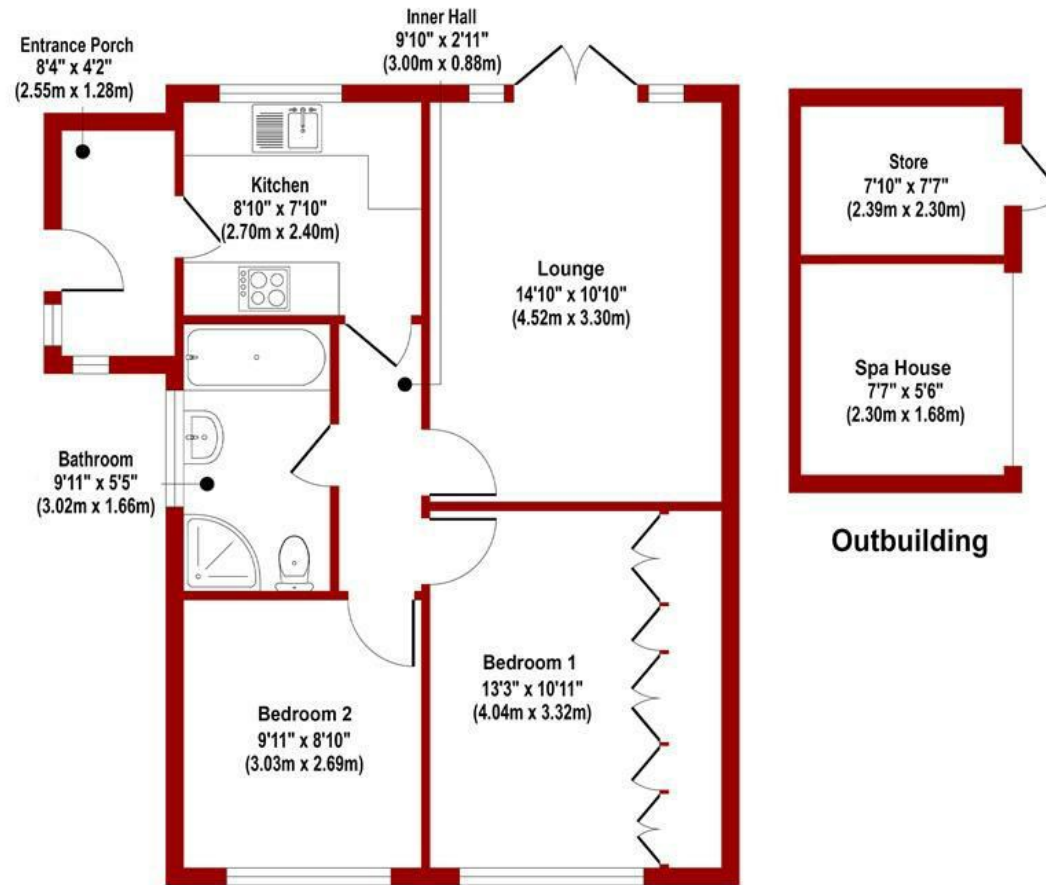 Inner Hall
9'10" x 2'11"
(3.00m x 0.88m)
Entrance Porch
8'4" x 4'2"
(2.55m x 1.28m)
Kitchen
8'10" x 7'10"
(2.70m x 2.40m)
Lounge
14'10" x 10'10"
(4.52m x 3.30m)
Store
7'10" x 7'7"
(2.39m x 2.30m)
Spa House
7'7" x 5'6"
(2.30m x 1.68m)
Outbuilding
Bathroom
9'11" x 5'5"
(3.02m x 1.66m)
Bedroom 1
13'3" x 10'11"
(4.04m x 3.32m)
Bedroom 2
9'11" x 8'10"
(3.03m x 2.69m)